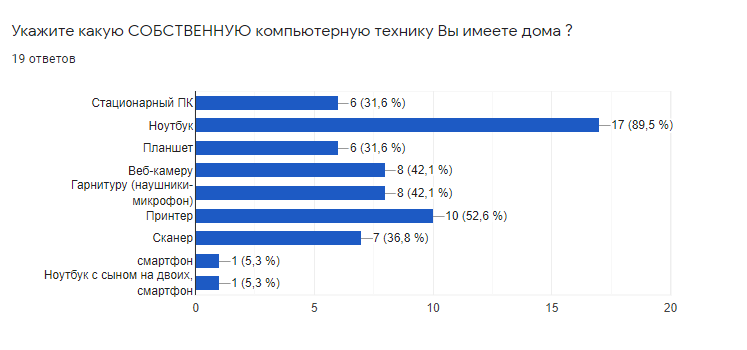 Укажите какую СОБСТВЕННУЮ компьютерную технику Вы имеете дома ?
19 ответов
Стационарный ПК
6 (31,6 %)
Ноутбук
17 (89,5 %)
Планшет
6 (31,6 %)
Веб-камеру
8 (42,1 %)
Гарнитуру (наушники-
микрофон)
8 (42,1 %)
Принтер
10 (52,6 %)
Сканер
7 (36,8 %)
смартфон
1 (5,3 %)
Ноутбук с сыном на двоих,
смартфон
1 (5,3 %)
0 5 10 15 20